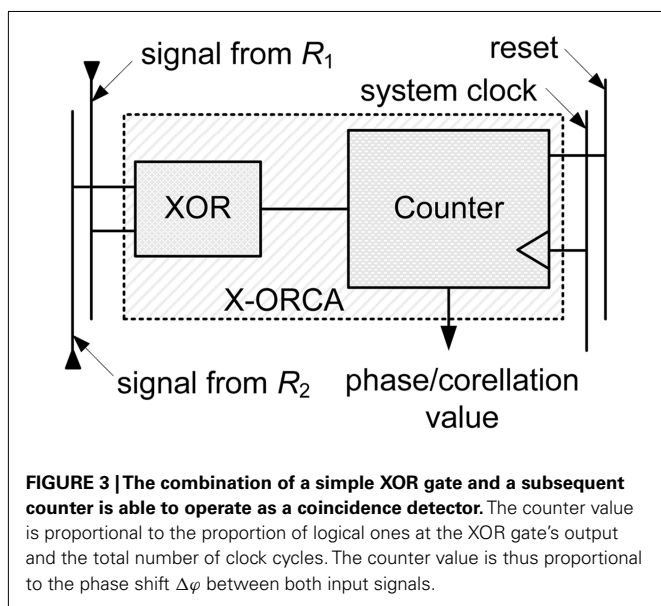 signal from R1
reset
system clock
XOR
Counter
X-ORCA
signal from R2
phase/corellation
value
FIGURE 3 | The combination of a simple XOR gate and a subsequent
counter is able to operate as a coincidence detector. The counter value
is proportional to the proportion of logical ones at the XOR gate's output
and the total number of clock cycles. The counter value is thus proportional
to the phase shift Δφ between both input signals.